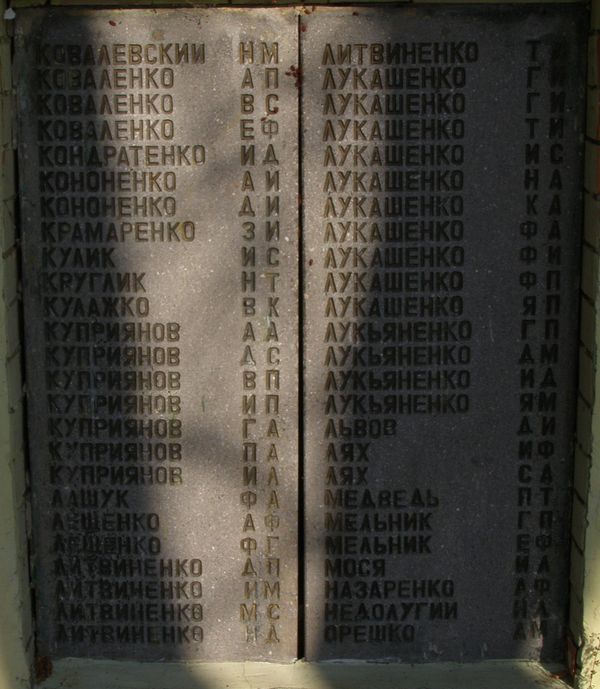 КОВАЛЕВСКИЙ Н М
КОВАЛЕНКО А П
КОВАЛЕНКО В С
КОВАЛЕНКО Е Ф
КОНДРАТЕНКО И Д
КОНОНЕНКО А И
КОНОНЕНКО Д И
КРАМАРЕНКО З И
КУЛИК И С
КРУГЛИК Н Т
КУЛАЖКО В К
КУПРИЯНОВ А А
КУПРИЯНОВ Д С
КУПРИЯНОВ В П
КУПРИЯНОВ И П
КУПРИЯНОВ Г А
КУПРИЯНОВ П А
КУПРИЯНОВ И Л
ЛАЩУК Ф А
ЛЕЩЕНКО А Ф
ЛЕЩЕНКО Ф Г
ЛИТВИНЕНКО Д П
ЛИТВИНЕНКО И М
ЛИТВИНЕНКО М С
ЛИТВИНЕНКО Н А
ЛИТВИНЕНКО Т И
ЛУКАШЕНКО Г И
ЛУКАШЕНКО Г И
ЛУКАШЕНКО Т И
ЛУКАШЕНКО И С
ЛУКАШЕНКО Н А
ЛУКАШЕНКО К А
ЛУКАШЕНКО Ф А
ЛУКАШЕНКО Ф И
ЛУКАШЕНКО Ф П
ЛУКАШЕНКО Я П
ЛУКЬЯНЕНКО Г П
ЛУКЬЯНЕНКО Д М
ЛУКЬЯНЕНКО И Д
ЛУКЬЯНЕНКО Я М
ЛЬВОВ Д И
ЛЯХ И Ф
ЛЯХ С А
МЕДВЕДЬ П Т
МЕЛЬНИК Г П
МЕЛЬНИК Е Ф
МОСЯ И Л
НАЗАРЕНКО А Ф
НЕДОЛУГИЙ Н А
ОРЕШКО А М